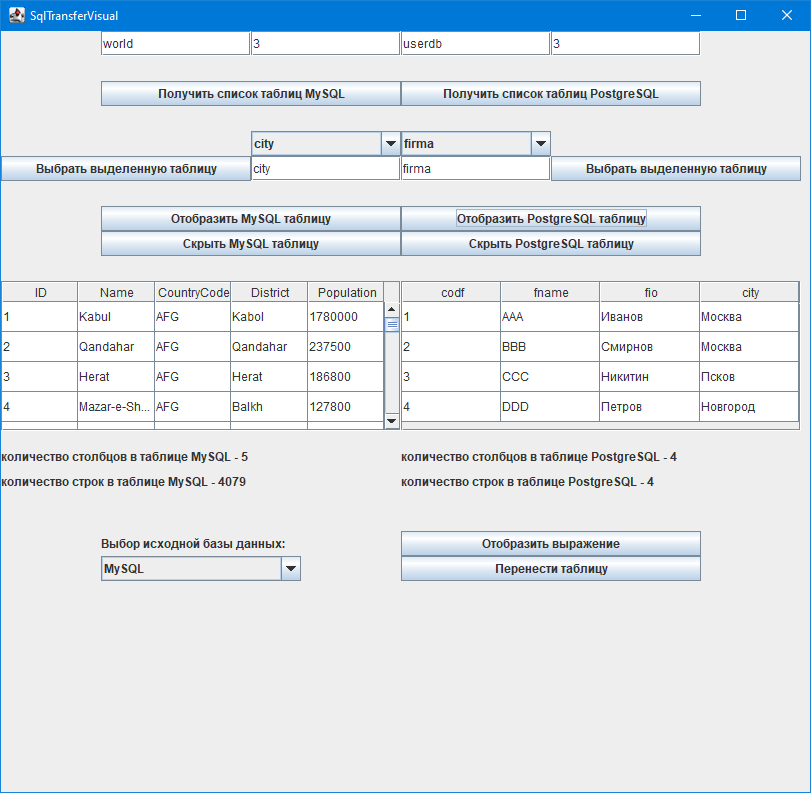 SqlTransferVisual
world 3 userdb 3
Получить список таблиц MySQL Получить список таблиц PostgreSQL
city firma
Выбрать выделенную таблицу city firma Выбрать выделенную таблицу
Отобразить MySQL таблицу Отобразить PostgreSQL таблицу
Скрыть MySQL таблицу Скрыть PostgreSQL таблицу
ID Name CountryCode District Population codf fname fio city
1 Kabul AFG Kabol 1780000 1 AAA Иванов Москва
2 Qandahar AFG Qandahar 237500 2 BBB Смирнов Москва
3 Herat AFG Herat 186800 3 CCC Никитин Псков
4 Mazar-e-Sh... AFG Balkh 127800 4 DDD Петров Новгород
количество столбцов в таблице MySQL - 5 количество столбцов в таблице PostgreSQL - 4
количество строк в таблице MySQL - 4079 количество строк в таблице PostgreSQL - 4
Выбор исходной базы данных: Отобразить выражение
MySQL Перенести таблицу